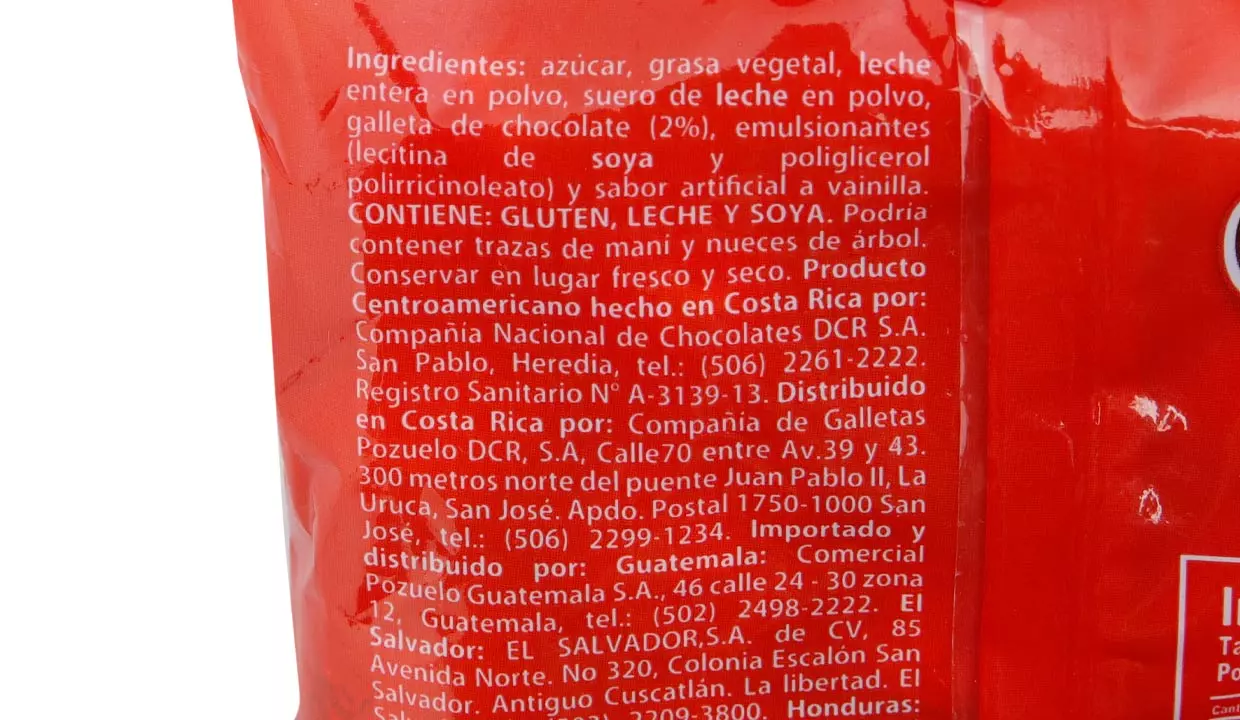 Ingredientes: azúcar, grasa vegetal, leche
entera en polvo, suero de leche en polvo,
galleta de chocolate (2%), emulsionantes
(lecitina de soya y poliglicerol
polirricinoleato) y sabor artificial a vainilla.
CONTIENE: GLUTEN, LECHE Y SOYA. Podría
contener trazas de maní y nueces de árbol.
Conservar en lugar fresco y seco. Producto
Centroamericano hecho en Costa Rica por:
Compañía Nacional de Chocolates DCR S.A.
San Pablo, Heredia, tel.: (506) 2261-2222.
Registro Sanitario N° A-3139-13. Distribuido
en Costa Rica por: Compañía de Galletas
Pozuelo DCR, S.A, Calle70 entre Av.39 y 43.
300 metros norte del puente Juan Pablo II, La
Uruca, San José. Apdo. Postal 1750-1000 San
José, tel.: (506) 2299-1234. Importado y
distribuido por: Guatemala: Comercial
Pozuelo Guatemala S.A., 46 calle 24 - 30 zona
12, Guatemala, tel.: (502) 2498-2222. El
Salvador: EL SALVADOR,S.A. de CV, 85
Avenida Norte. No 320, Colonia Escalón San
Salvador. Antiguo Cuscatlán. La libertad. El
2209-3800. Honduras: